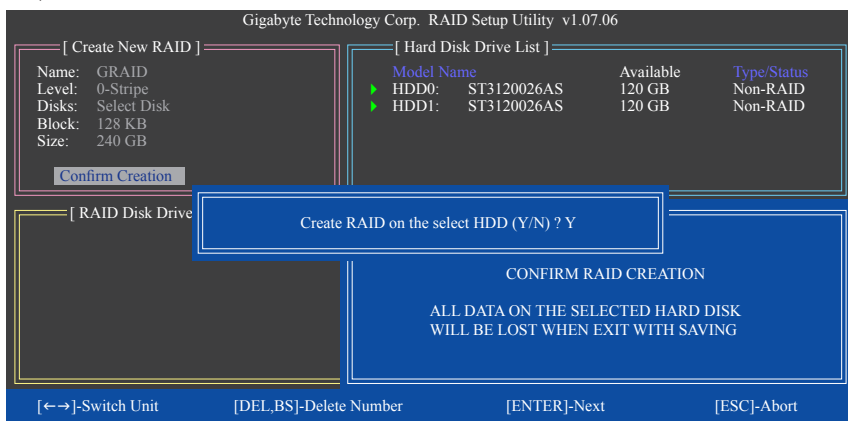 Gigabyte Technology Corp. RAID Setup Utility v1.07.06
[ Create New RAID ]
Name: GRAID
Level: 0-Stripe
Disks: Select Disk
Block: 128 KB
Size: 240 GB
Confirm Creation
[ Hard Disk Drive List ]
Model Name Available Type/Status
HDD0: ST3120026AS 120 GB Non-RAID
HDD1: ST3120026AS 120 GB Non-RAID
[ RAID Disk Drive
Create RAID on the select HDD (Y/N) ? Y
CONFIRM RAID CREATION
ALL DATA ON THE SELECTED HARD DISK
WILL BE LOST WHEN EXIT WITH SAVING
[←→]-Switch Unit [DEL,BS]-Delete Number [ENTER]-Next [ESC]-Abort